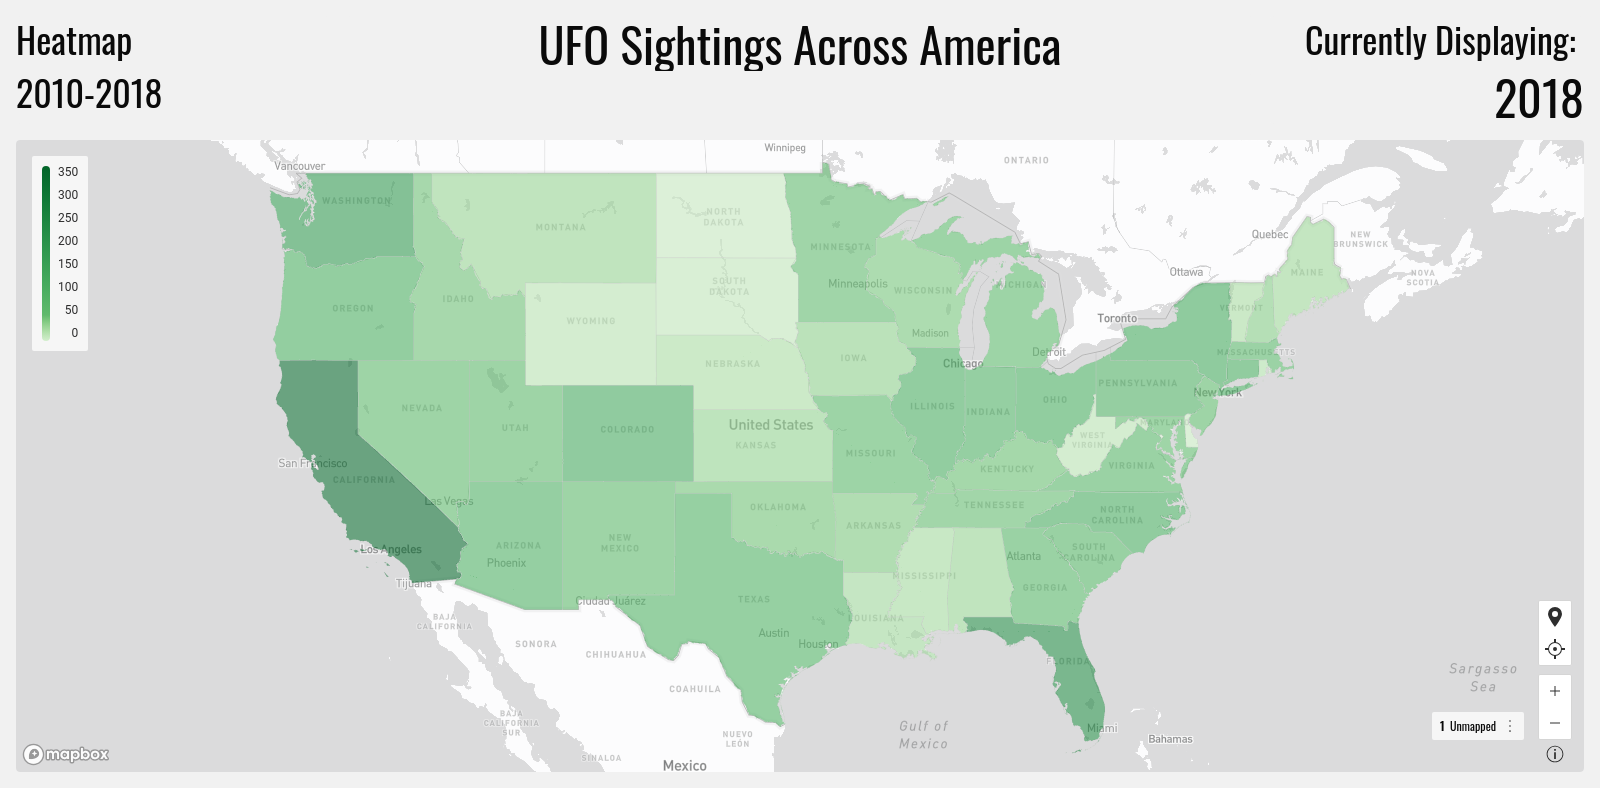 Heatmap
2010-2018
UFO Sightings Across America
Currently Displaying:
2018
350
300
250
200
150
100
50
0
Vancouver
Winnipeg
ONTARIO
Quebec
NEW
BRUNSWICK
NOVA
SCOTIA
Ottawa
Toronto
WASHINGTON
MONTANA
NORTH
DAKOTA
MINNESOTA
Minneapolis
WISCONSIN
MICHIGAN
MAINE
VERMONT
OREGON
IDAHO
WYOMING
SOUTH
DAKOTA
Madison
Chicago
Detroit
MASSACHUSETTS
NEBRASKA
IOWA
PENNSYLVANIA
New York
NEVADA
UTAH
COLORADO
United States
KANSAS
MISSOURI
ILLINOIS
INDIANA
OHIO
WEST
VIRGINIA
MARYLAND
VIRGINIA
KENTUCKY
San Francisco
CALIFORNIA
Las Vegas
Los Angeles
Tijuana
ARIZONA
Phoenix
NEW
MEXICO
OKLAHOMA
ARKANSAS
TENNESSEE
NORTH
CAROLINA
SOUTH
CAROLINA
Atlanta
GEORGIA
MISSISSIPPI
LOUISIANA
TEXAS
Austin
Houston
Ciudad Juárez
BAJA
CALIFORNIA
SONORA
CHIHUAHUA
COAHUILA
BAJA
CALIFORNIA
SUR
SINALOA
NUEVO
LEÓN
Mexico
Gulf of
Mexico
FLORIDA
Miami
Bahamas
Sargasso
Sea
1 Unmapped
mapbox